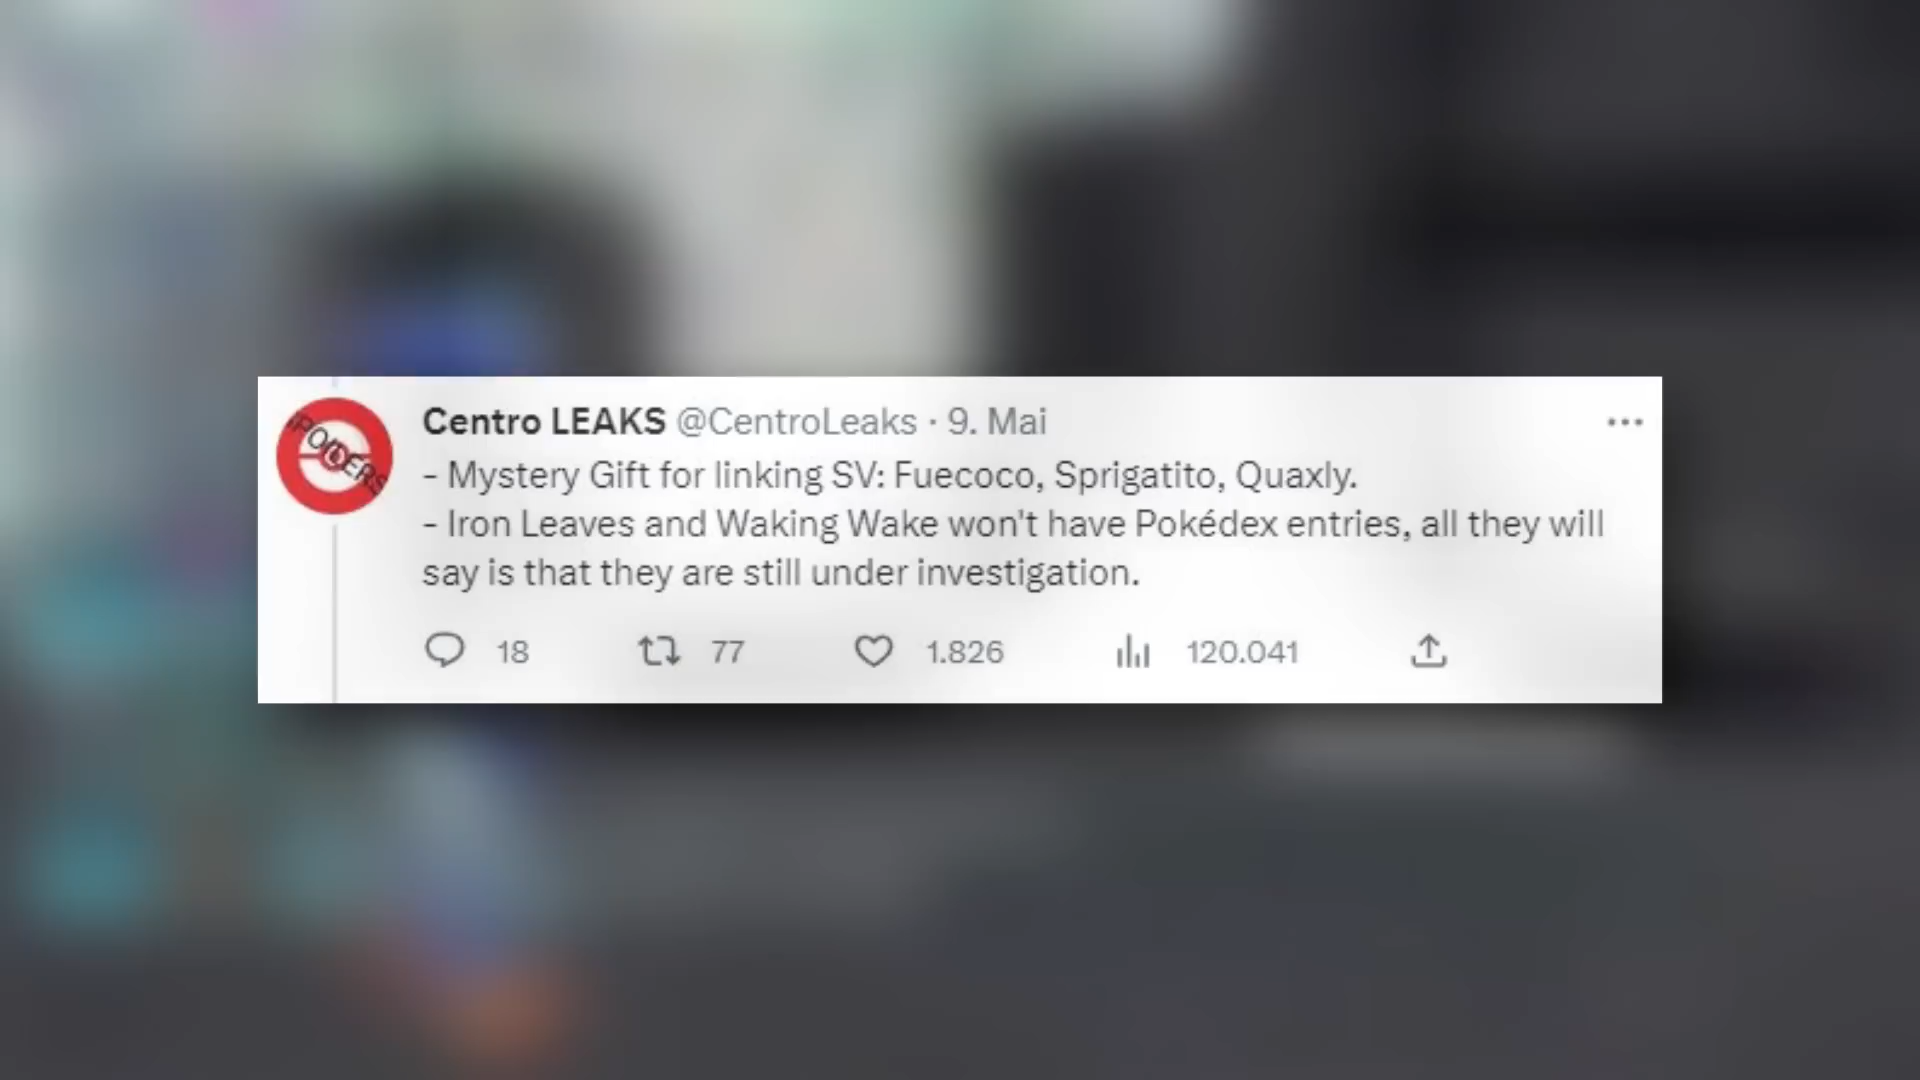 Centro LEAKS @CentroLeaks · 9. Mai
SPOILERS
- Mystery Gift for linking SV: Fuecoco, Sprigatito, Quaxly.
- Iron Leaves and Waking Wake won't have Pokédex entries, all they will
say is that they are still under investigation.
18 77 1.826 120.041